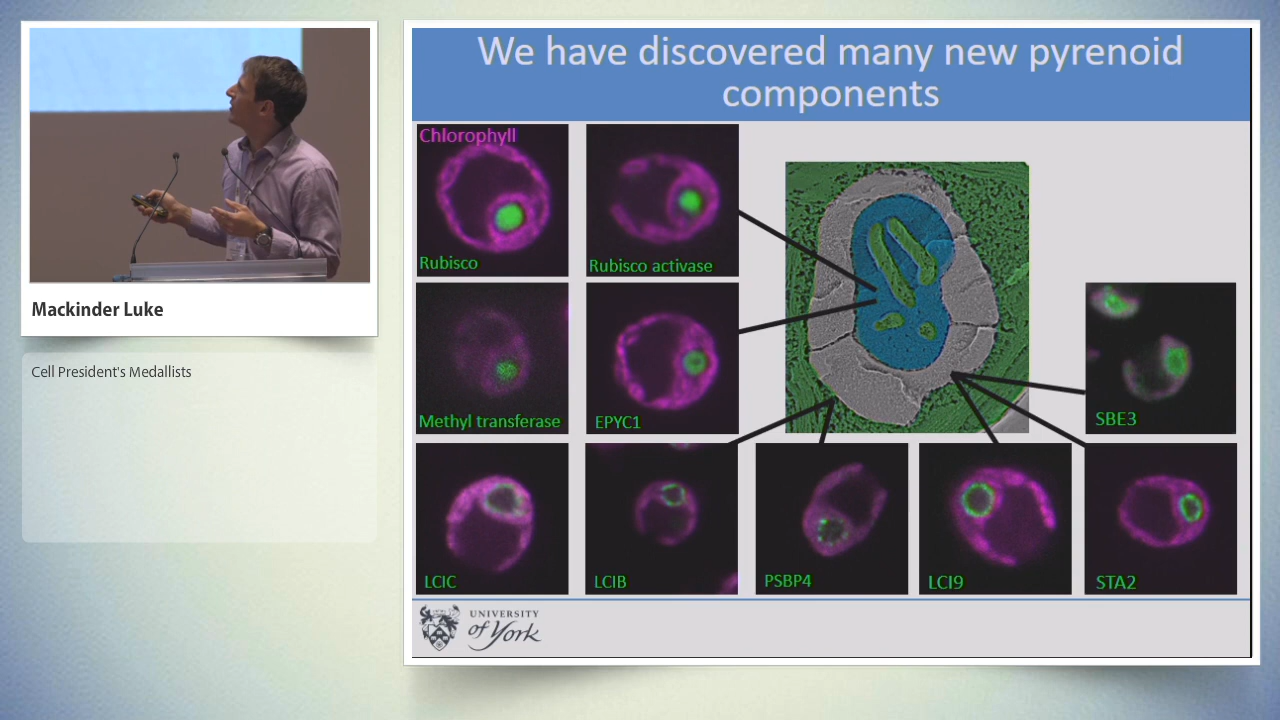 Mackinder Luke
Cell President's Medallists
We have discovered many new pyrenoid
components
Chlorophyll
Rubisco
Rubisco activase
Methyl transferase
EPYC1
SBE3
LCIC
LCIB
PSBP4
LCI9
STA2
UNIVERSITY
of York